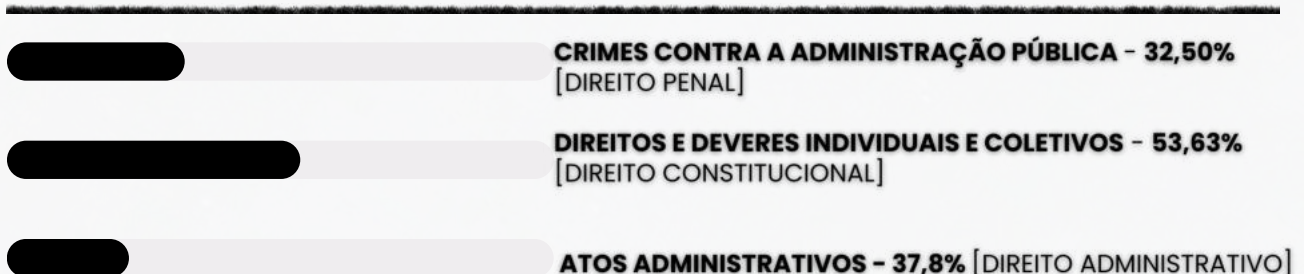 CRIMES CONTRA A ADMINISTRAÇÃO PÚBLICA - 32,50%
[DIREITO PENAL]
DIREITOS E DEVERES INDIVIDUAIS E COLETIVOS - 53,63%
[DIREITO CONSTITUCIONAL]
ATOS ADMINISTRATIVOS - 37,8% [DIREITO ADMINISTRATIVO]